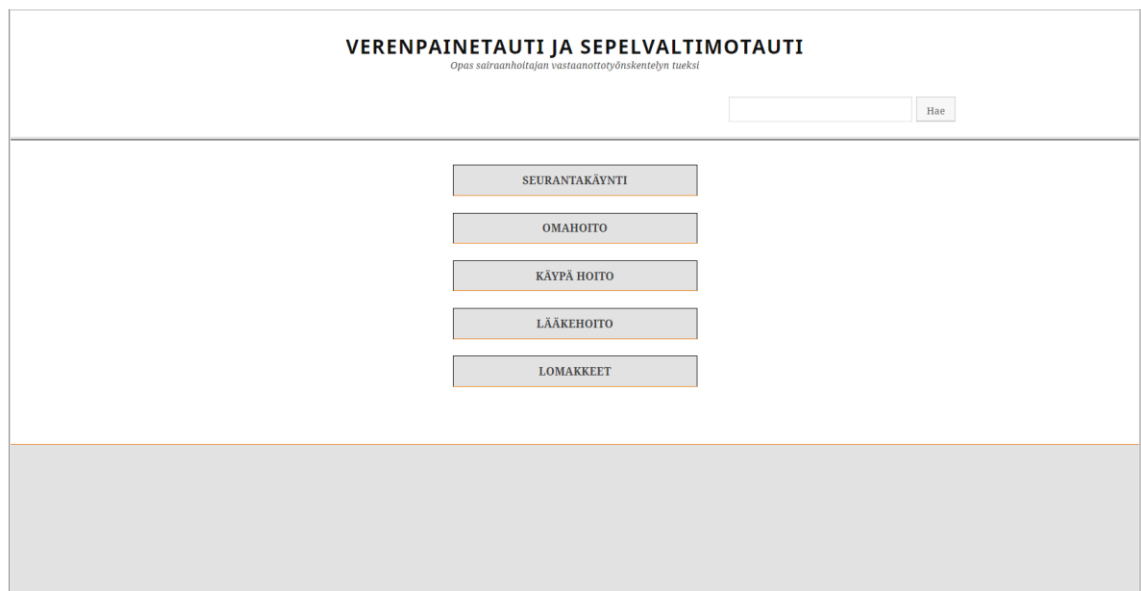 VERENPAINETAUTI JA SEPELVALTIMOTAUTI
Opas sairaanhoitajan vastaanottotyönskentelyn tueksi
Hae
SEURANTAKÄYNTI
OMAHOITO
KÄYPÄ HOITO
LÄÄKEHOITO
LOMAKKEET